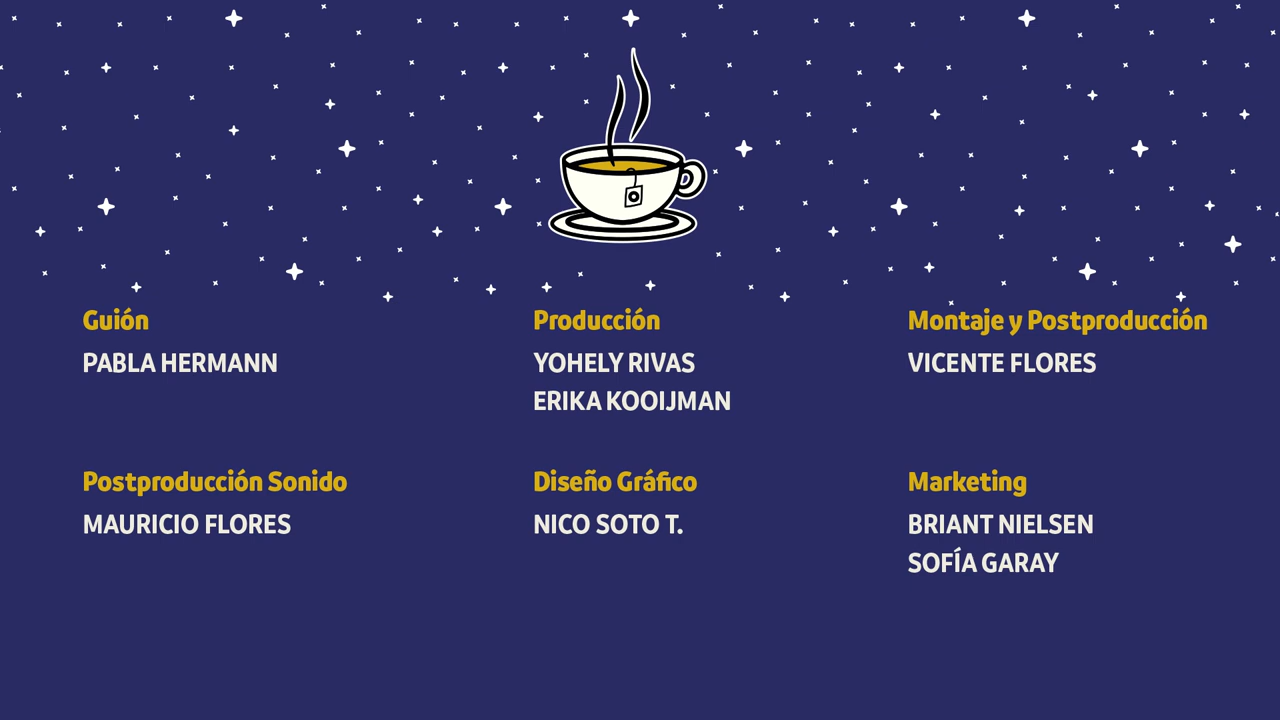 Guión
PABLA HERMANN
Producción
YOHELY RIVAS
ERIKA KOOIJMAN
Montaje y Postproducción
VICENTE FLORES
Postproducción Sonido
MAURICIO FLORES
Diseño Gráfico
NICO SOTO T.
Marketing
BRIANT NIELSEN
SOFÍA GARAY